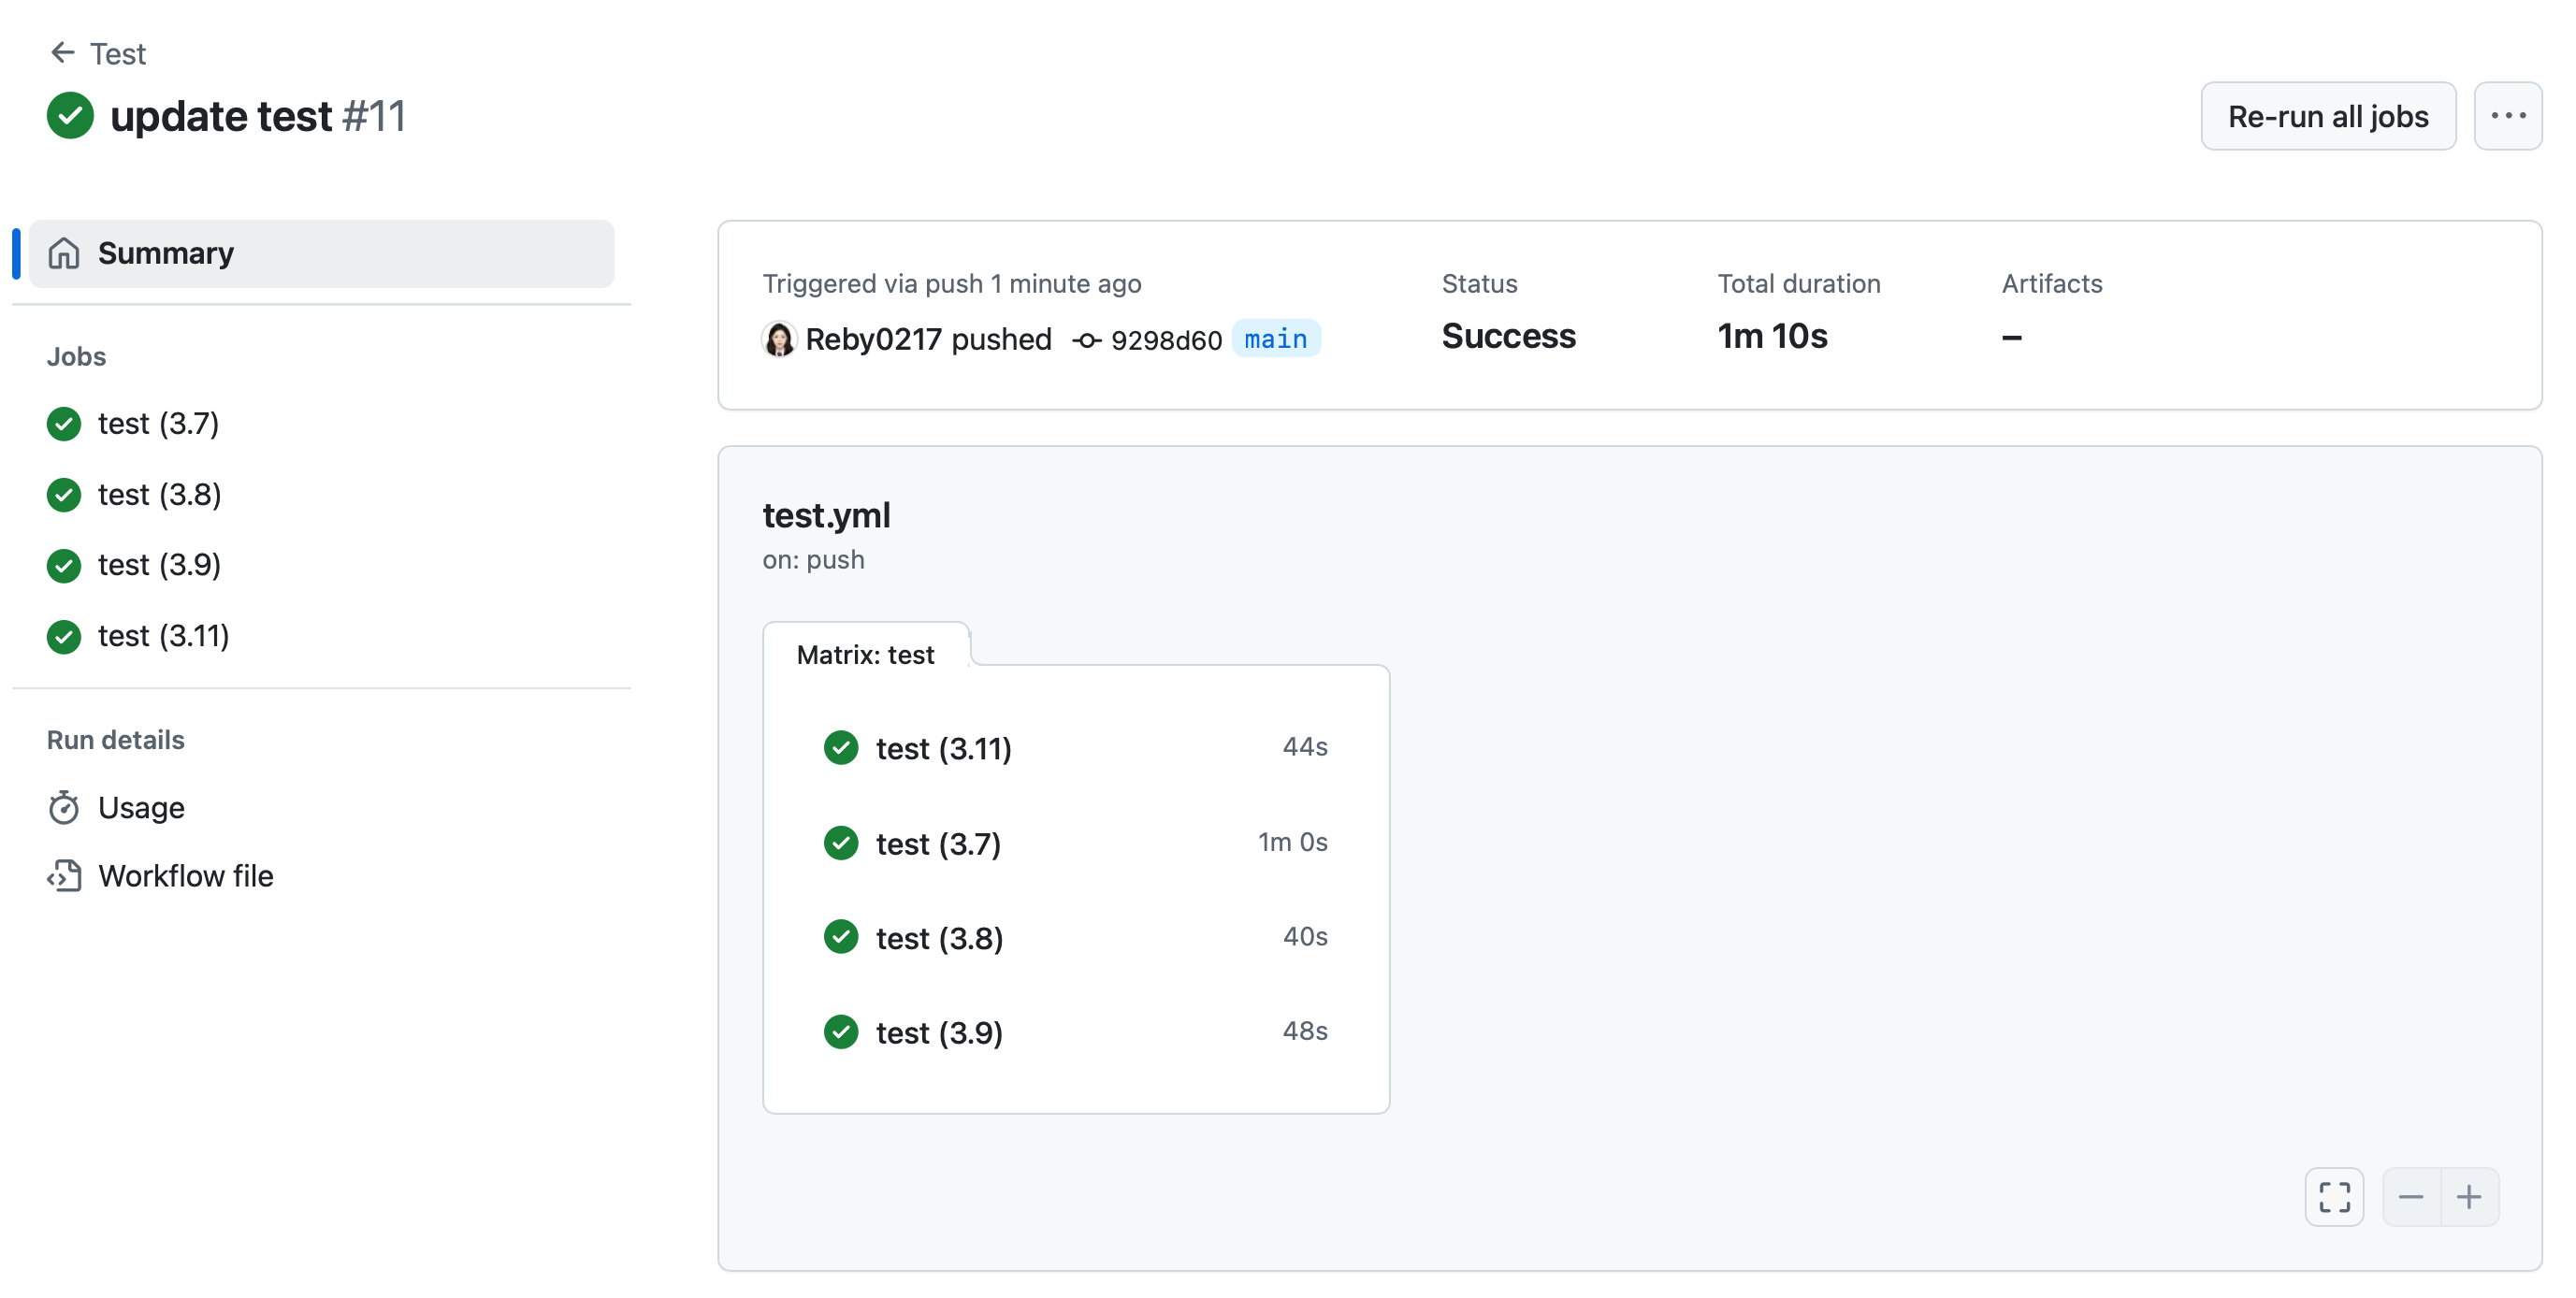 Test
update test #11
Re-run all jobs
Summary
Jobs
test (3.7)
test (3.8)
test (3.9)
test (3.11)
Run details
Usage
Workflow file
Triggered via push 1 minute ago
Reby0217 pushed 9298d60 main
Status
Success
Total duration
1m 10s
Artifacts
–
test.yml
on: push
Matrix: test
test (3.11) 44s
test (3.7) 1m 0s
test (3.8) 40s
test (3.9) 48s